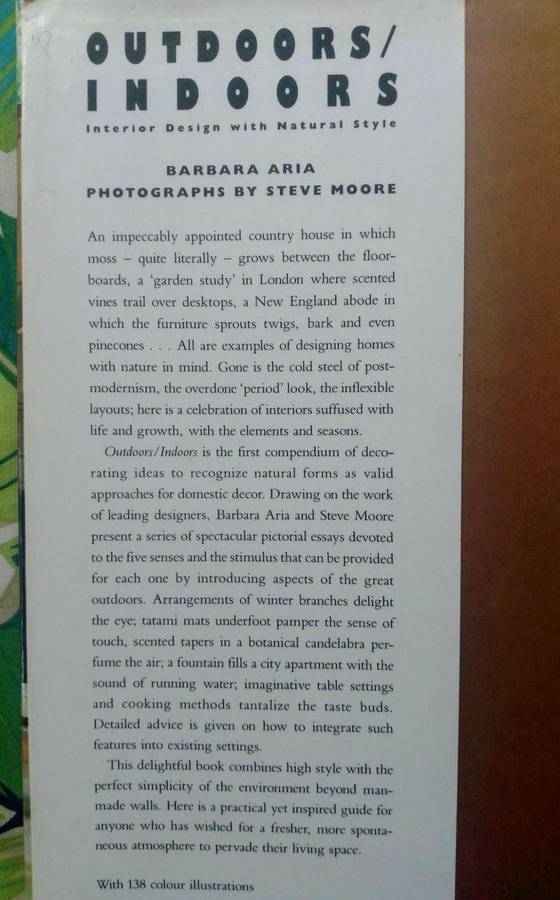 OUTDOORS/
INDOORS
Interior Design with Natural Style
BARBARA ARIA
PHOTOGRAPHS BY STEVE MOORE
An impeccably appointed country house in which
moss – quite literally – grows between the floor-
boards, a ‘garden study’ in London where scented
vines trail over desktops, a New England abode in
which the furniture sprouts twigs, bark and even
pinecones . . . All are examples of designing homes
with nature in mind. Gone is the cold steel of post-
modernism, the overdone ‘period’ look, the inflexible
layouts; here is a celebration of interiors suffused with
life and growth, with the elements and seasons.
Outdoors/Indoors is the first compendium of deco-
rating ideas to recognize natural forms as valid
approaches for domestic decor. Drawing on the work
of leading designers, Barbara Aria and Steve Moore
present a series of spectacular pictorial essays devoted
to the five senses and the stimulus that can be provided
for each one by introducing aspects of the great
outdoors. Arrangements of winter branches delight
the eye; tatami mats underfoot pamper the sense of
touch, scented tapers in a botanical candelabra per-
fume the air; a fountain fills a city apartment with the
sound of running water; imaginative table settings
and cooking methods tantalize the taste buds.
Detailed advice is given on how to integrate such
features into existing settings.
This delightful book combines high style with the
perfect simplicity of the environment beyond man-
made walls. Here is a practical yet inspired guide for
anyone who has wished for a fresher, more sponta-
neous atmosphere to pervade their living space.
With 138 colour illustrations